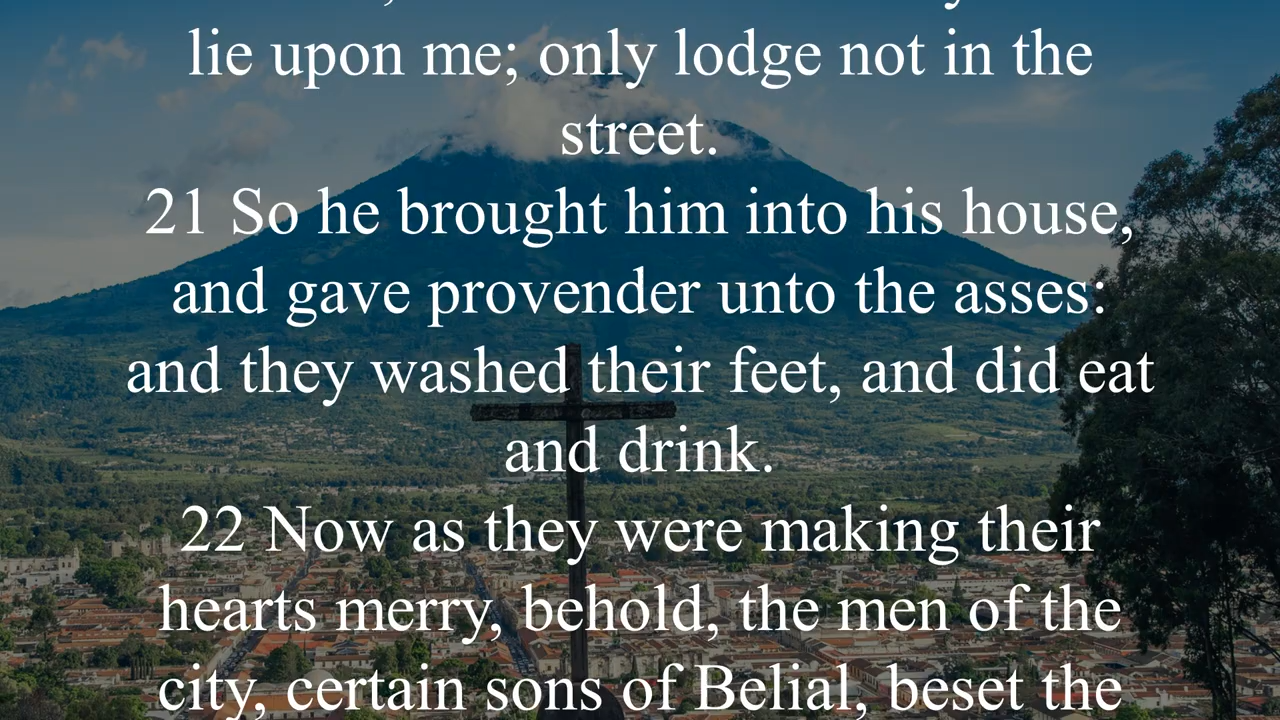 lie upon me; only lodge not in the
street.
21 So he brought him into his house,
and gave provender unto the asses:
and they washed their feet, and did eat
and drink.
22 Now as they were making their
hearts merry, behold, the men of the
city, certain sons of Belial, beset the